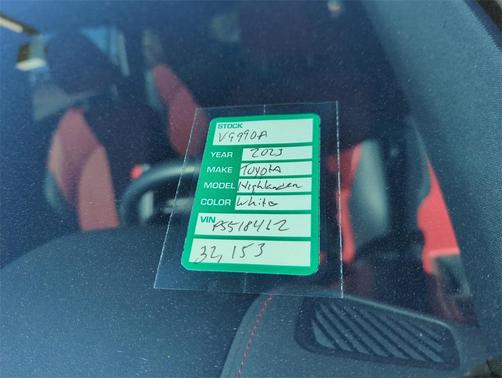 STOCK
V9990A
YEAR 2023
MAKE TOYOTA
MODEL Highlander
COLOR White
VIN PS518462
32,153